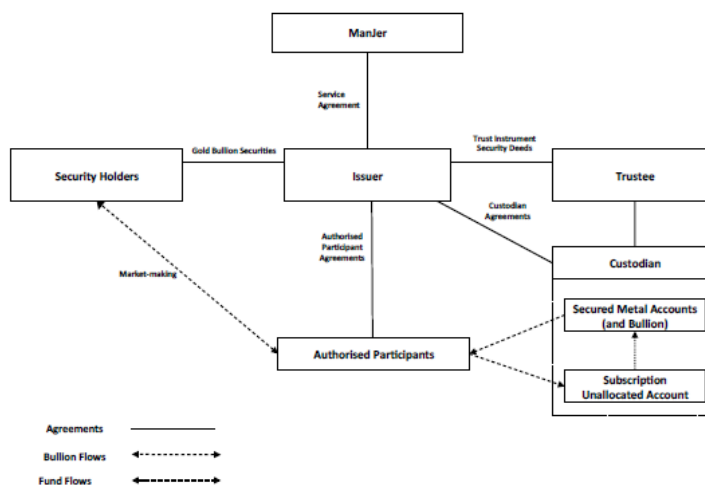 ManJer
Service
Agreement
Gold Bullion Securities
Trust Instrument
Security Deeds
Security Holders
Issuer
Trustee
Custodian
Agreements
Authorised
Participant
Agreements
Custodian
Market-making
Secured Metal Accounts
(and Bullion)
Authorised Participants
Subscription
Unallocated Account
Agreements
Bullion Flows
Fund Flows